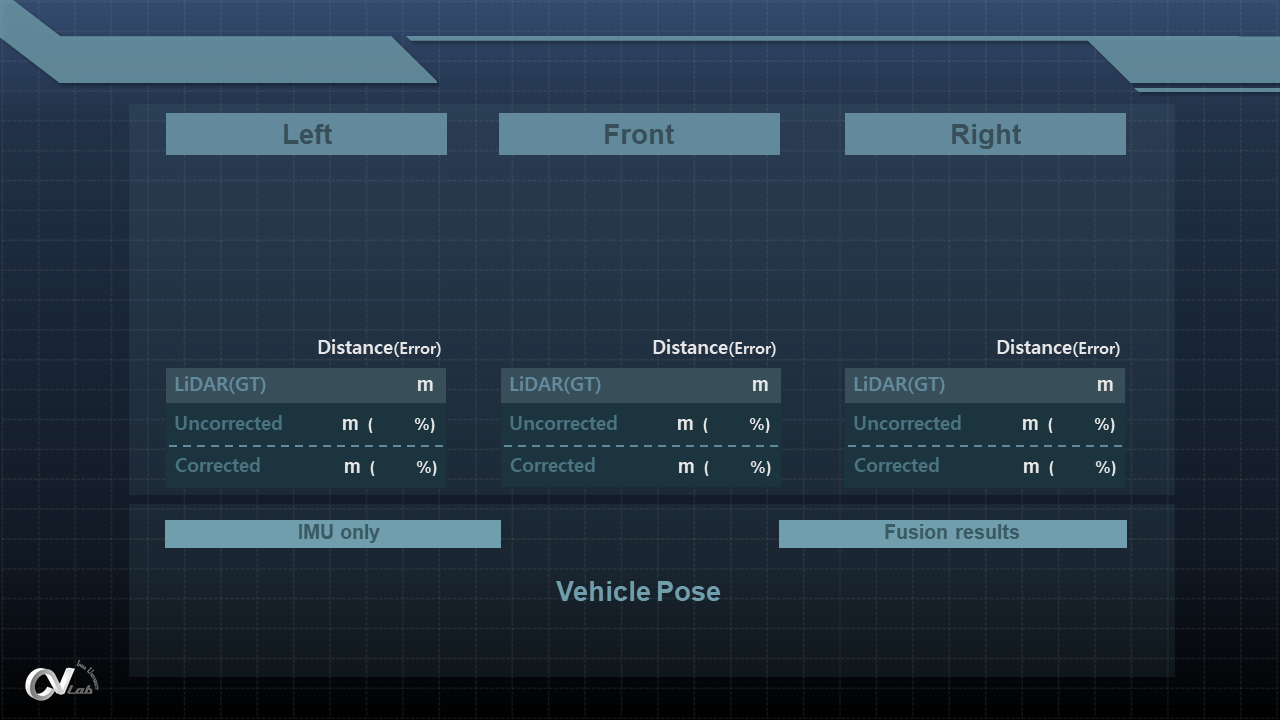 Left Front Right
Distance(Error) Distance(Error) Distance(Error)
LiDAR(GT) m LiDAR(GT) m LiDAR(GT) m
Uncorrected m ( %) Uncorrected m ( %) Uncorrected m ( %)
Corrected m ( %) Corrected m ( %) Corrected m ( %)
IMU only Fusion results
Vehicle Pose
CV Lab